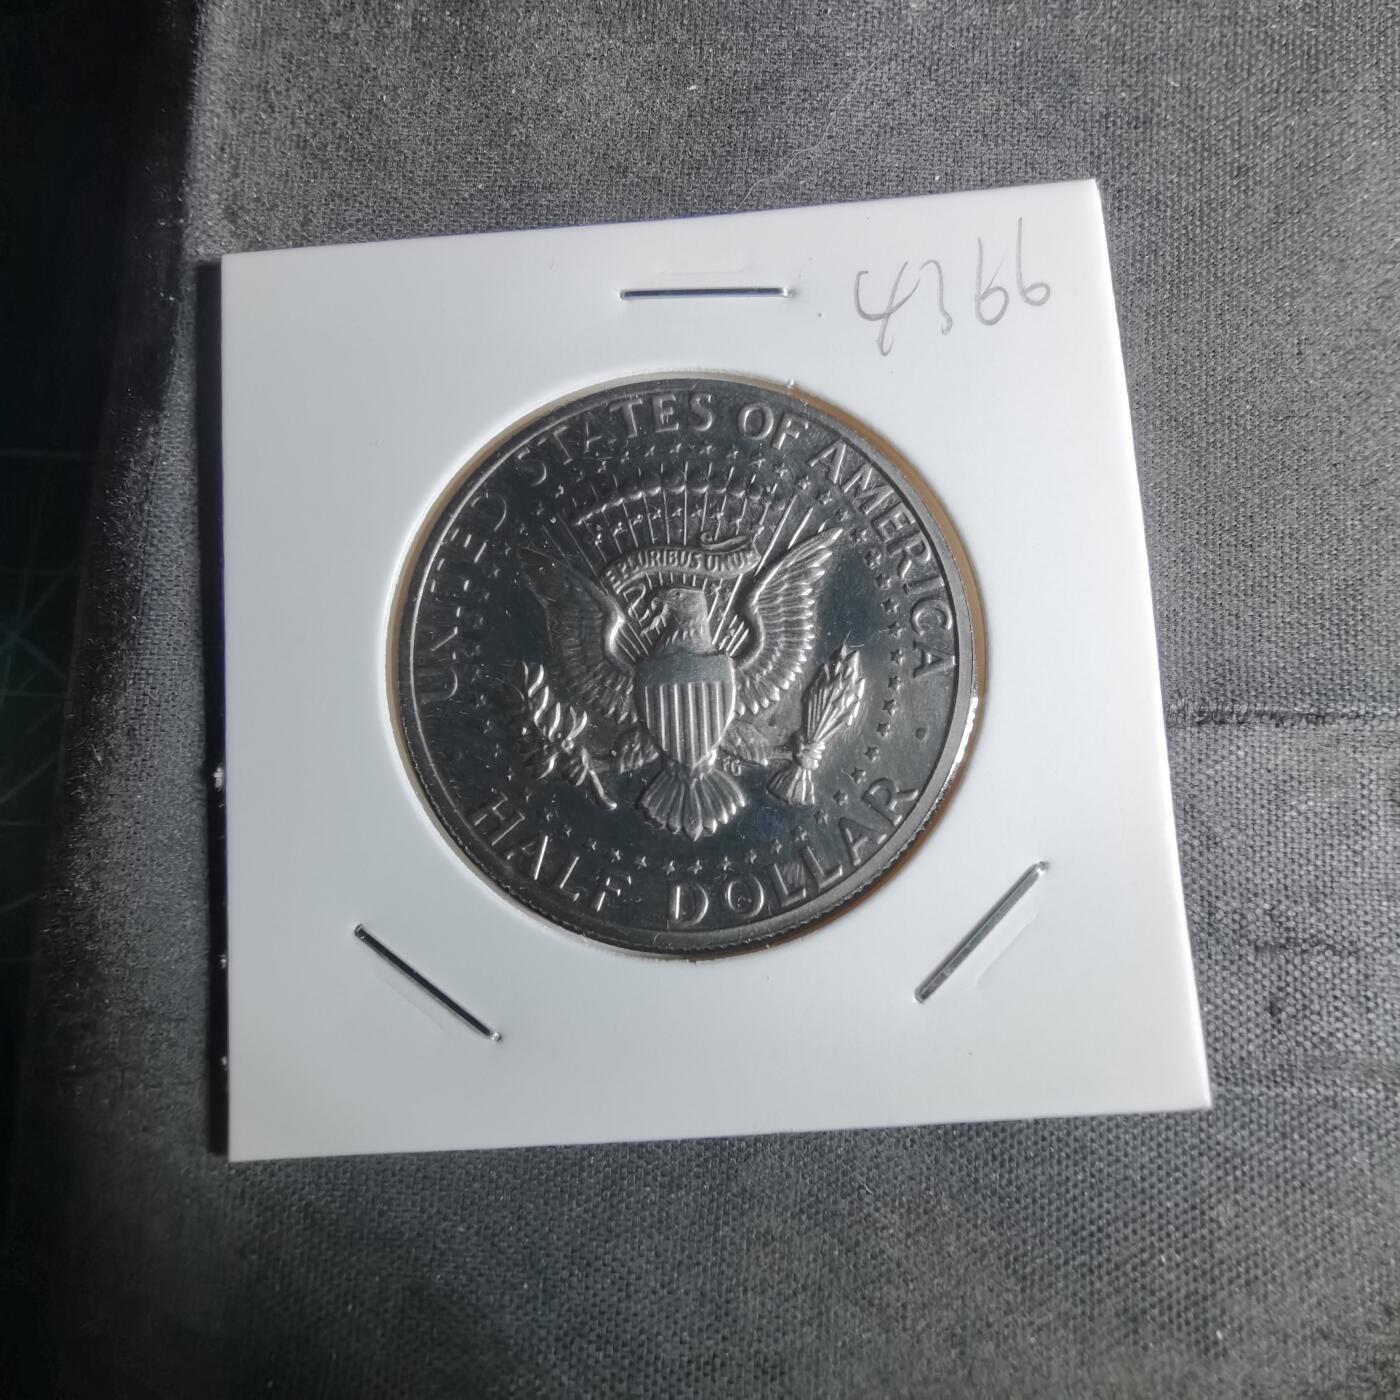 4366
UNITED STATES OF AMERICA
E PLURIBUS UNUM
HALF DOLLAR